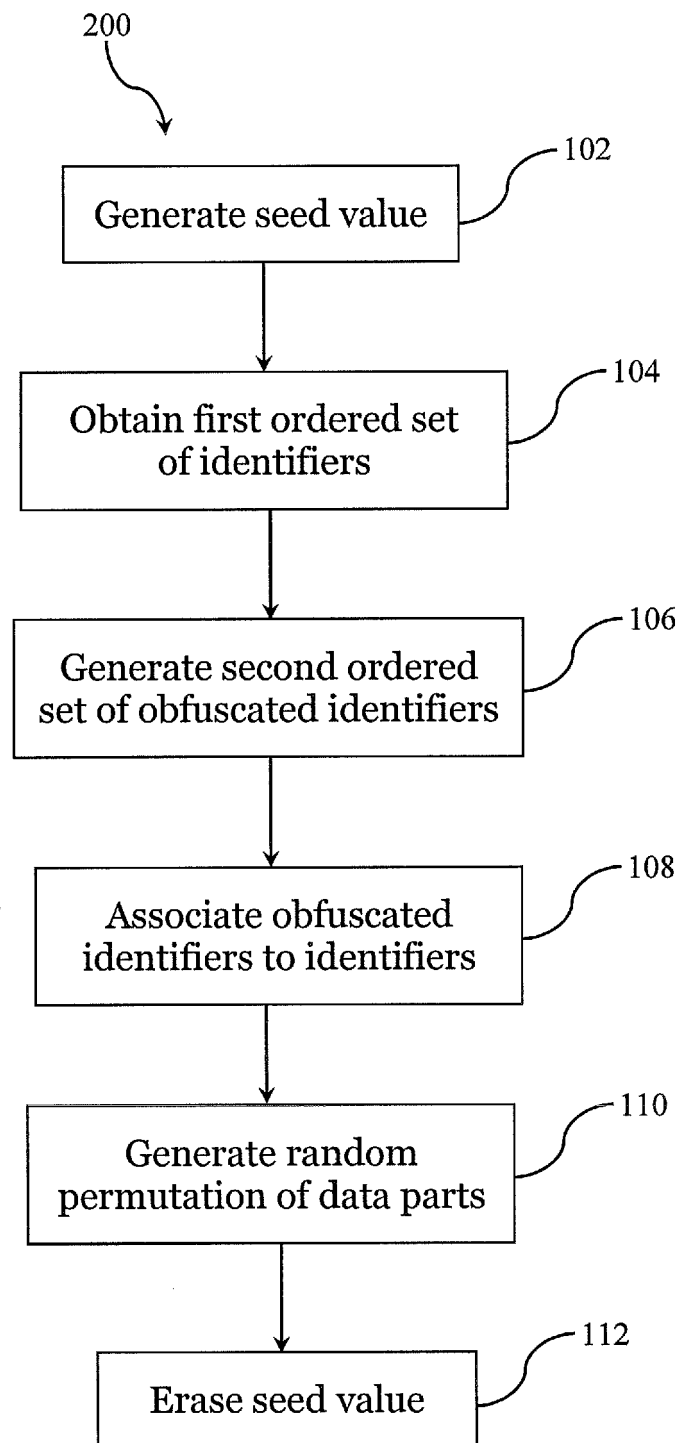 200
102
Generate seed value
104
Obtain first ordered set
of identifiers
106
Generate second ordered
set of obfuscated identifiers
108
Associate obfuscated
identifiers to identifiers
110
Generate random
permutation of data parts
112
Erase seed value